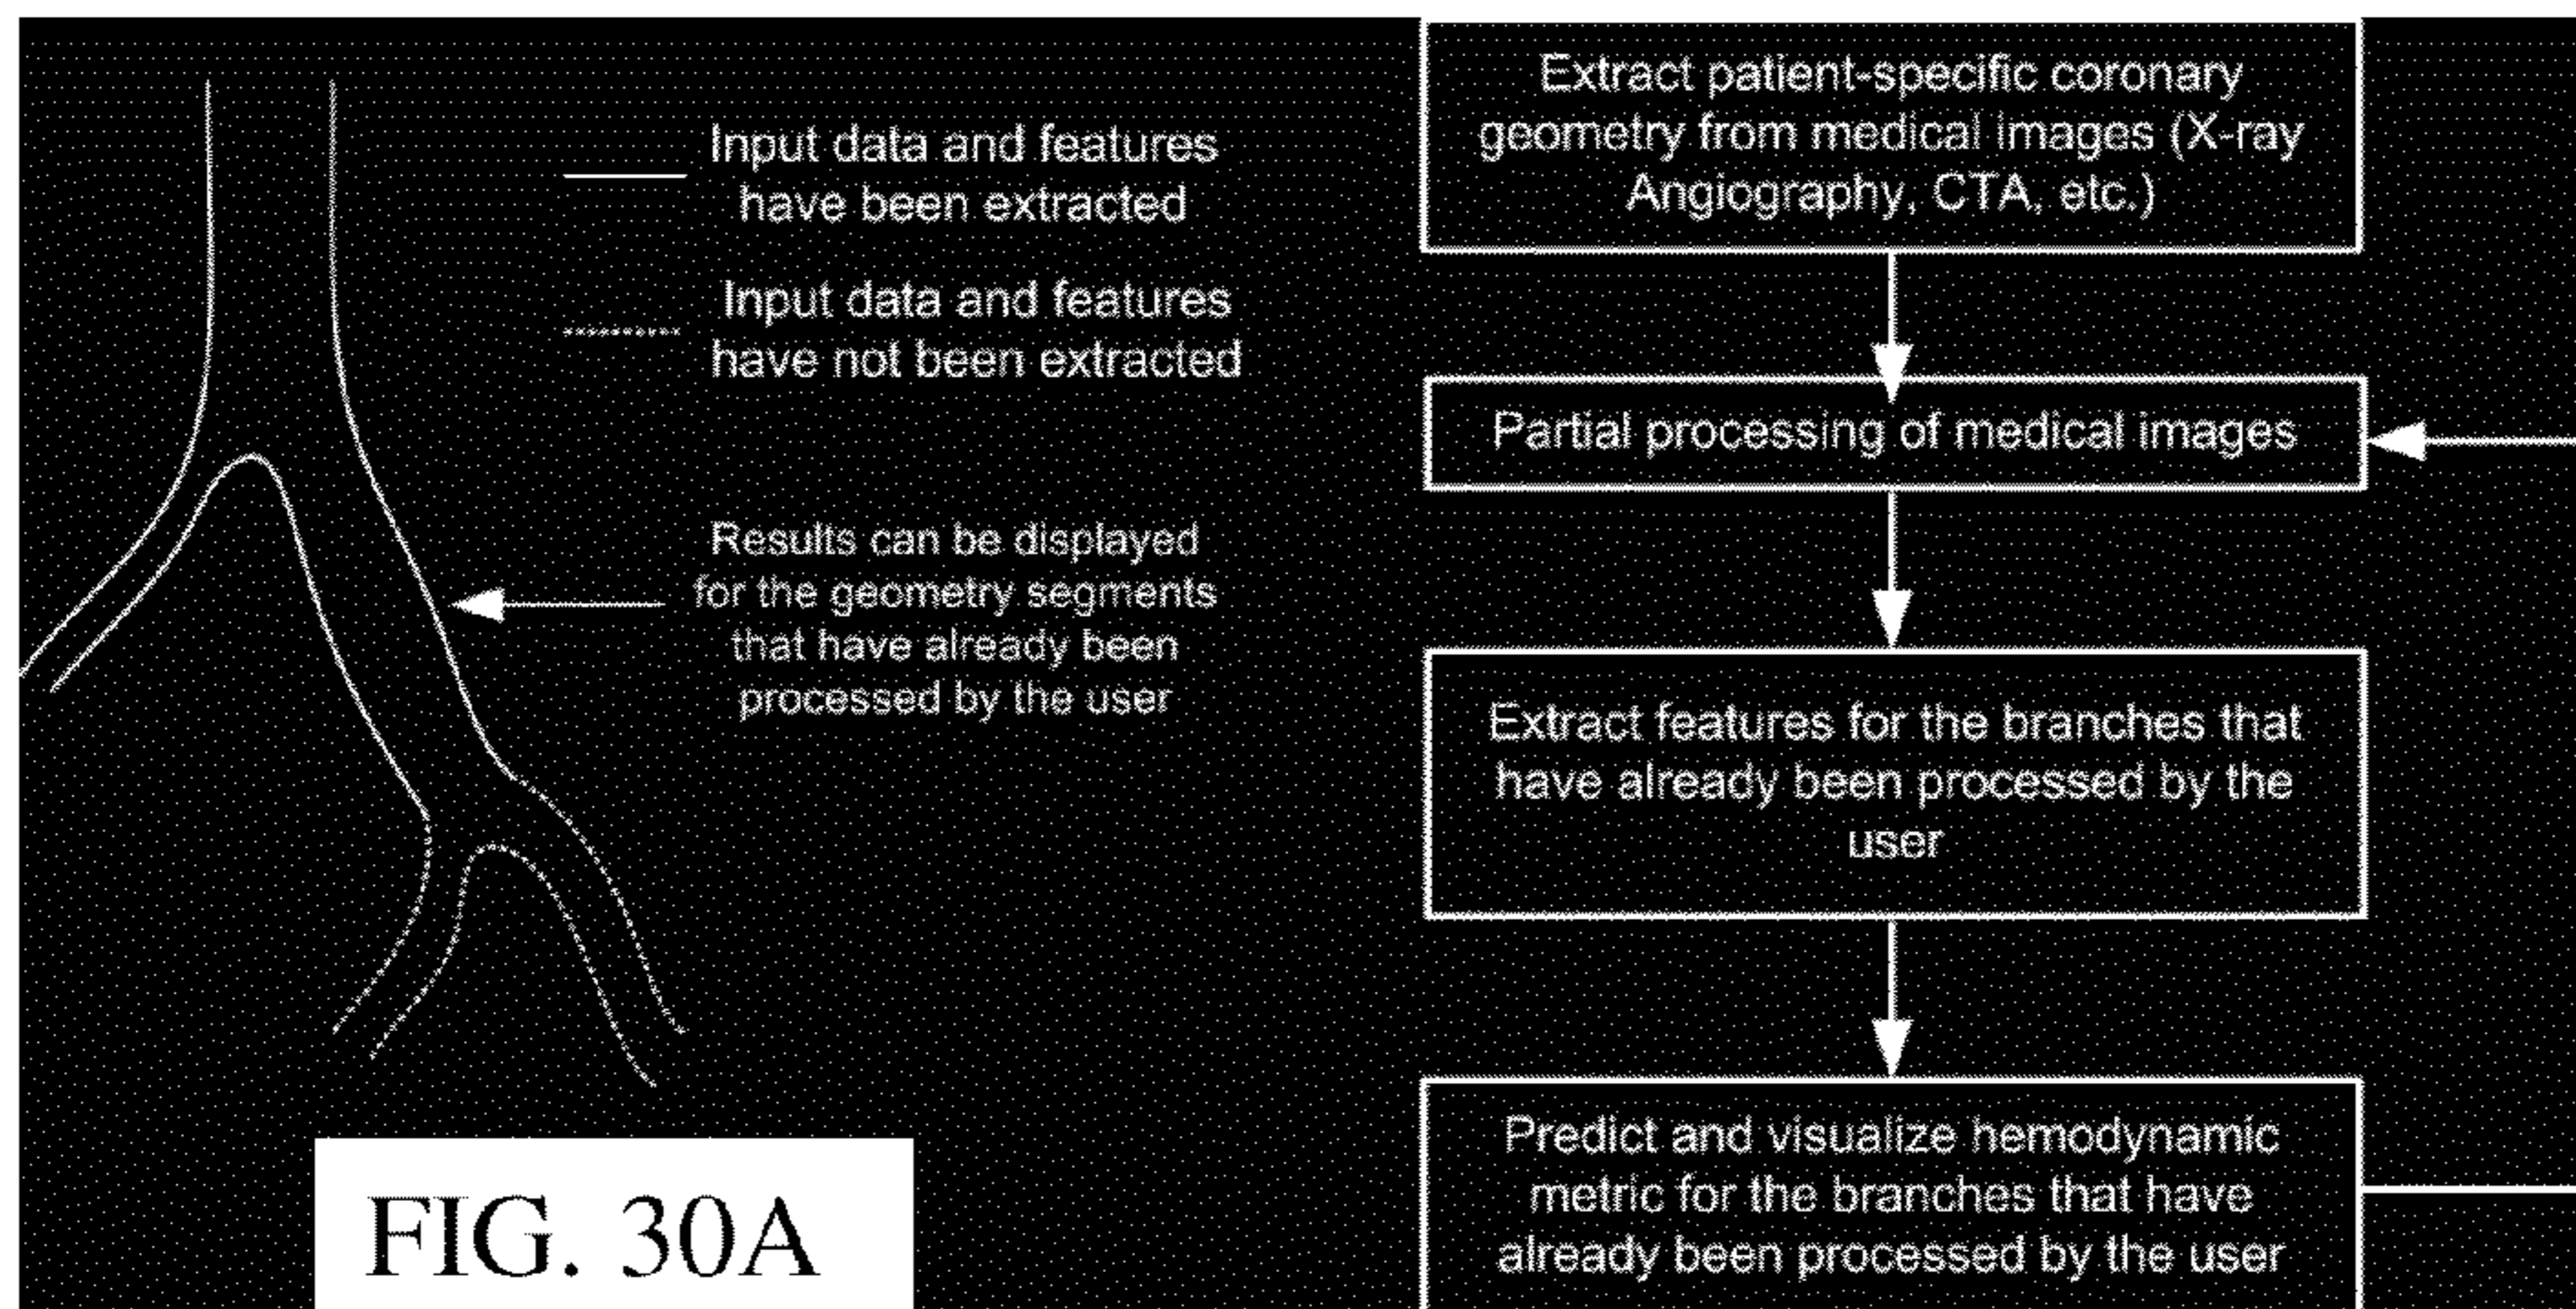 Input data and features
have been extracted
Input data and features
have not been extracted
Results can be displayed
for the geometry segments
that have already been
processed by the user
FIG. 30A
Extract patient-specific coronary
geometry from medical images (X-ray
Angiography, CTA, etc.)
Partial processing of medical images
Extract features for the branches that
have already been processed by the
user
Predict and visualize hemodynamic
metric for the branches that have
already been processed by the user